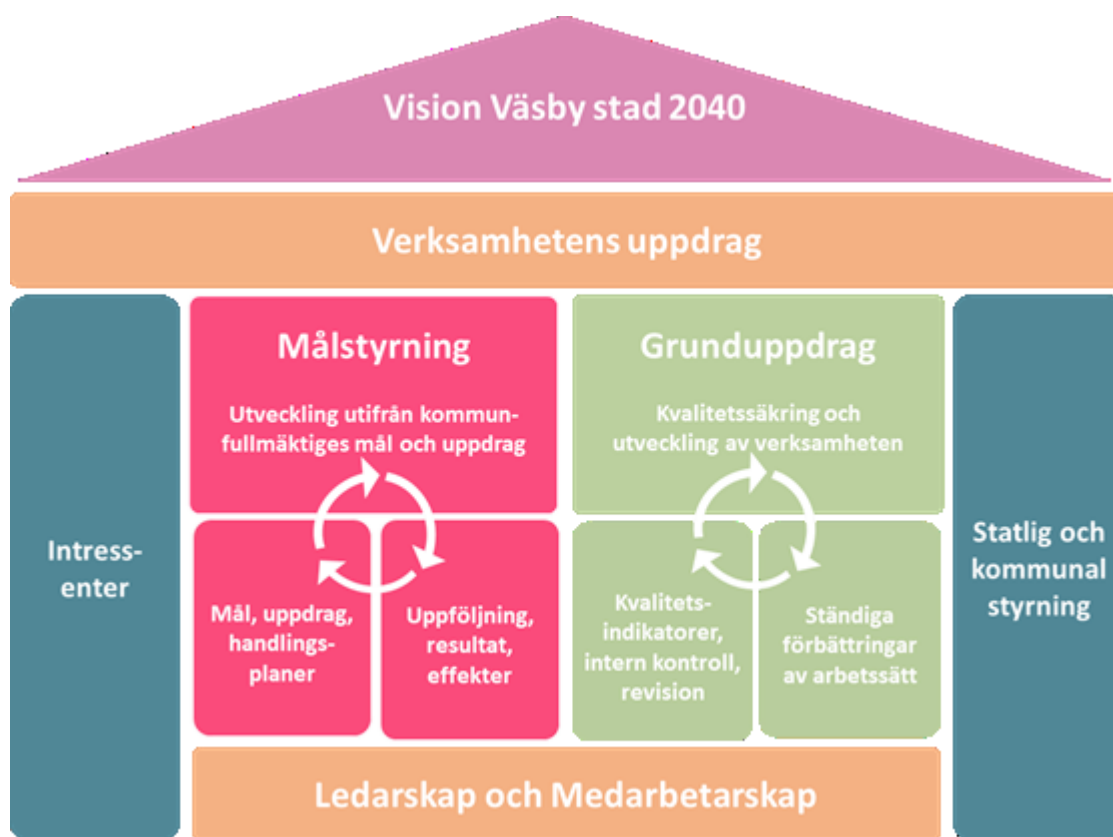 Vision Väsby stad 2040
Verksamhetens uppdrag
Intress-
enter
Målstyrning
Utveckling utifrån kommun-
fullmäktiges mål och uppdrag
Mål, uppdrag,
handlings-
planer
Uppföljning,
resultat,
effekter
Grunduppdrag
Kvalitetssäkring och
utveckling av verksamheten
Kvalitets-
indikatorer,
intern kontroll,
revision
Ständiga
förbättringar
av arbetssätt
Statlig och
kommunal
styrning
Ledarskap och Medarbetarskap